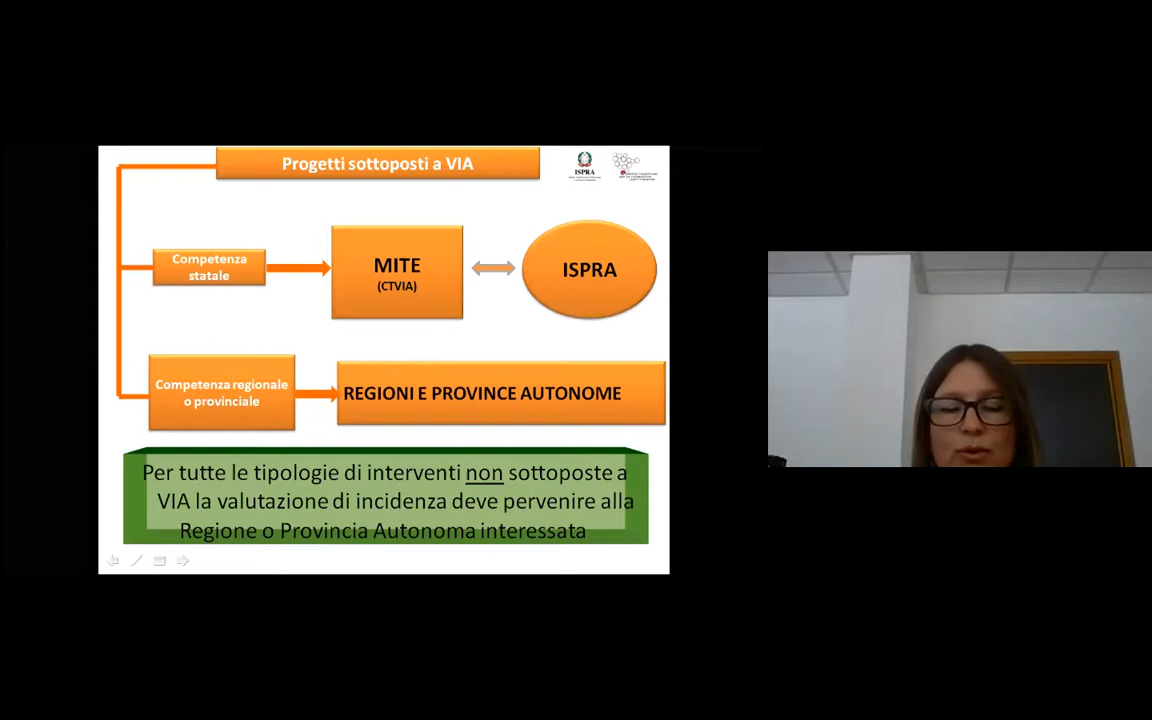 Progetti sottoposti a VIA
ISPRA
Competenza
statale
MITE
(CTVIA)
ISPRA
Competenza regionale
o provinciale
REGIONI E PROVINCE AUTONOME
Per tutte le tipologie di interventi non sottoposte a
VIA la valutazione di incidenza deve pervenire alla
Regione o Provincia Autonoma interessata